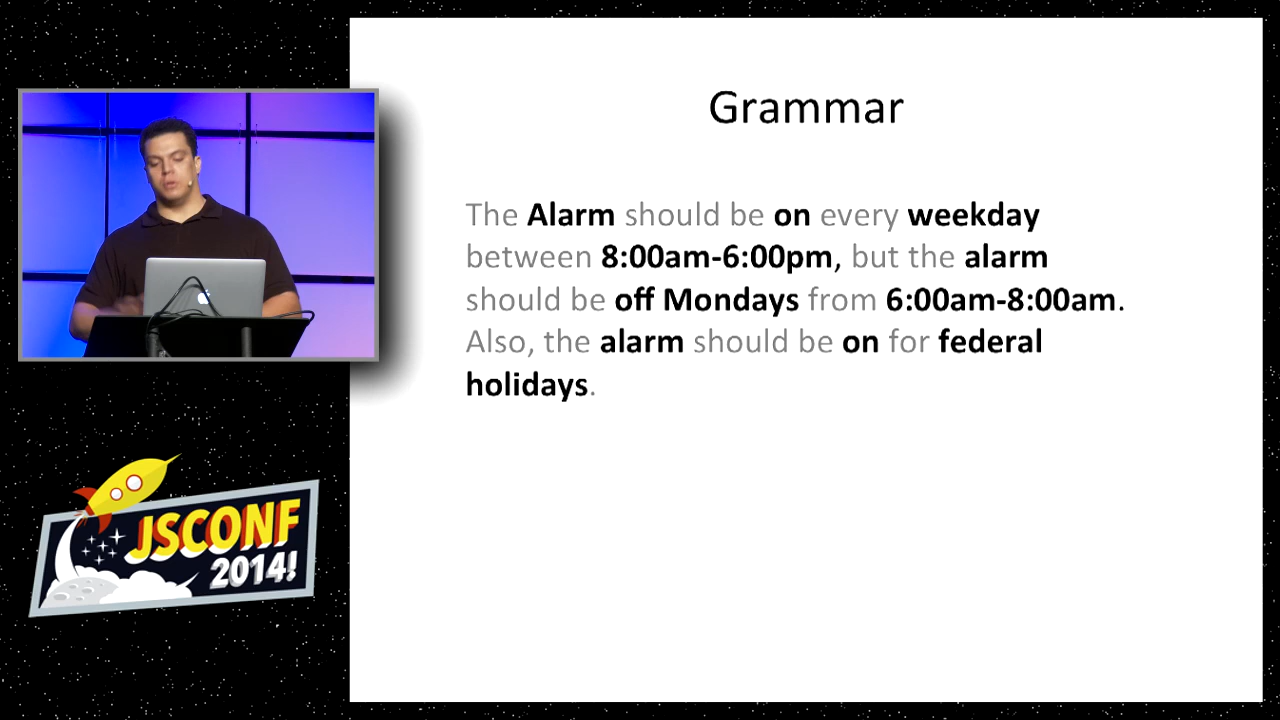 Grammar
The Alarm should be on every weekday
between 8:00am-6:00pm, but the alarm
should be off Mondays from 6:00am-8:00am.
Also, the alarm should be on for federal
holidays.
JSCONF
2014!